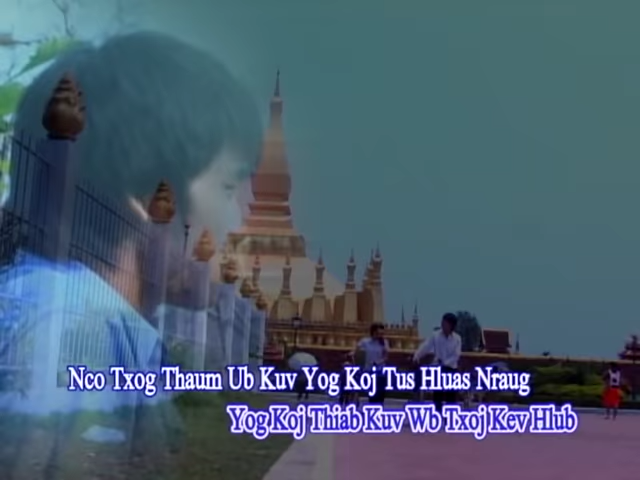 Nco Txog Thaum Ub Kuv Yog Koj Tus Hluas Nraug
Yog Koj Thiab Kuv Wb Txoj Kev Hlub